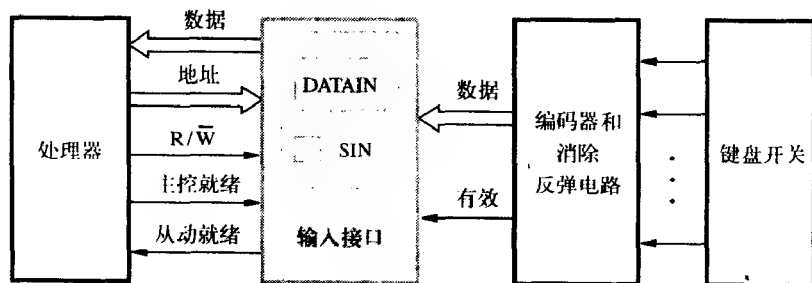 处理器
数据
地址
R/W̅
主控就绪
从动就绪
DATAIN
SIN
输入接口
数据
有效
编码器和
消除
反弹电路
键盘开关